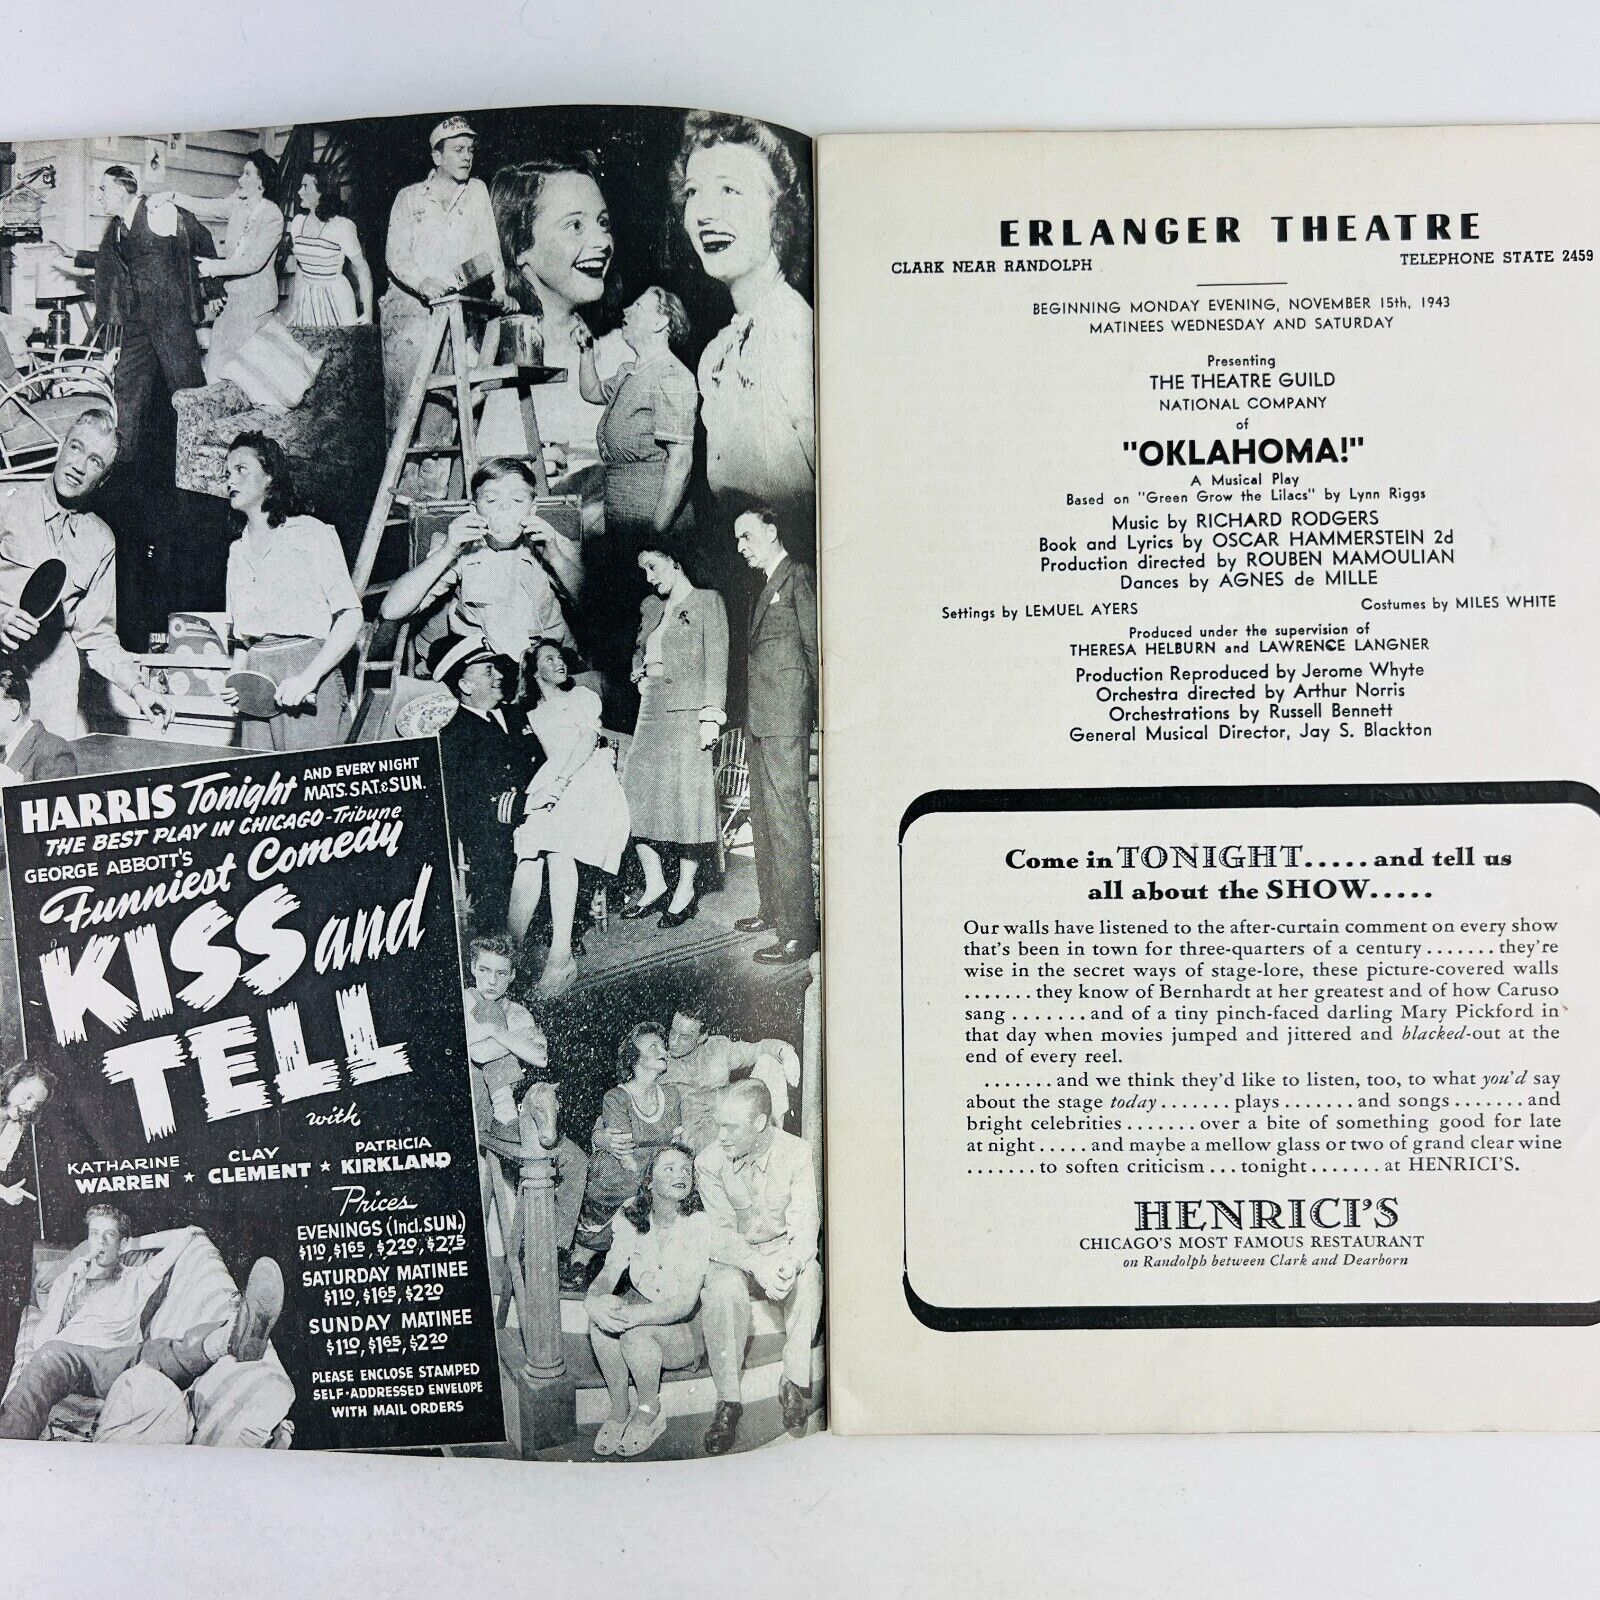 HARRIS Tonight AND EVERY NIGHT
MATS. SAT. & SUN.
THE BEST PLAY IN CHICAGO - Tribune
GEORGE ABBOTT'S
Funniest Comedy
KISS and
TELL
with
KATHARINE WARREN ★ CLAY CLEMENT ★ PATRICIA KIRKLAND
Prices
EVENINGS (Incl. SUN.)
$1.10, $1.65, $2.20, $2.75
SATURDAY MATINEE
$1.10, $1.65, $2.20
SUNDAY MATINEE
$1.10, $1.65, $2.20
PLEASE ENCLOSE STAMPED
SELF-ADDRESSED ENVELOPE
WITH MAIL ORDERS
ERLANGER THEATRE
CLARK NEAR RANDOLPH TELEPHONE STATE 2459
BEGINNING MONDAY EVENING, NOVEMBER 15th, 1943
MATINEES WEDNESDAY AND SATURDAY
Presenting
THE THEATRE GUILD
NATIONAL COMPANY
of
"OKLAHOMA!"
A Musical Play
Based on "Green Grow the Lilacs" by Lynn Riggs
Music by RICHARD RODGERS
Book and Lyrics by OSCAR HAMMERSTEIN 2d
Production directed by ROUBEN MAMOULIAN
Dances by AGNES de MILLE
Settings by LEMUEL AYERS Costumes by MILES WHITE
Produced under the supervision of
THERESA HELBURN and LAWRENCE LANGNER
Production Reproduced by Jerome Whyte
Orchestra directed by Arthur Norris
Orchestrations by Russell Bennett
General Musical Director, Jay S. Blackton
Come in TONIGHT.....and tell us
all about the SHOW.....
Our walls have listened to the after-curtain comment on every show
that's been in town for three-quarters of a century.......they're
wise in the secret ways of stage-lore, these picture-covered walls
.......they know of Bernhardt at her greatest and of how Caruso
sang.......and of a tiny pinch-faced darling Mary Pickford in
that day when movies jumped and jittered and blacked-out at the
end of every reel.
.......and we think they'd like to listen, too, to what you'd say
about the stage today.......plays.......and songs.......and
bright celebrities.......over a bite of something good for late
at night.....and maybe a mellow glass or two of grand clear wine
.......to soften criticism...tonight.......at HENRICI'S.
HENRICI'S
CHICAGO'S MOST FAMOUS RESTAURANT
on Randolph between Clark and Dearborn